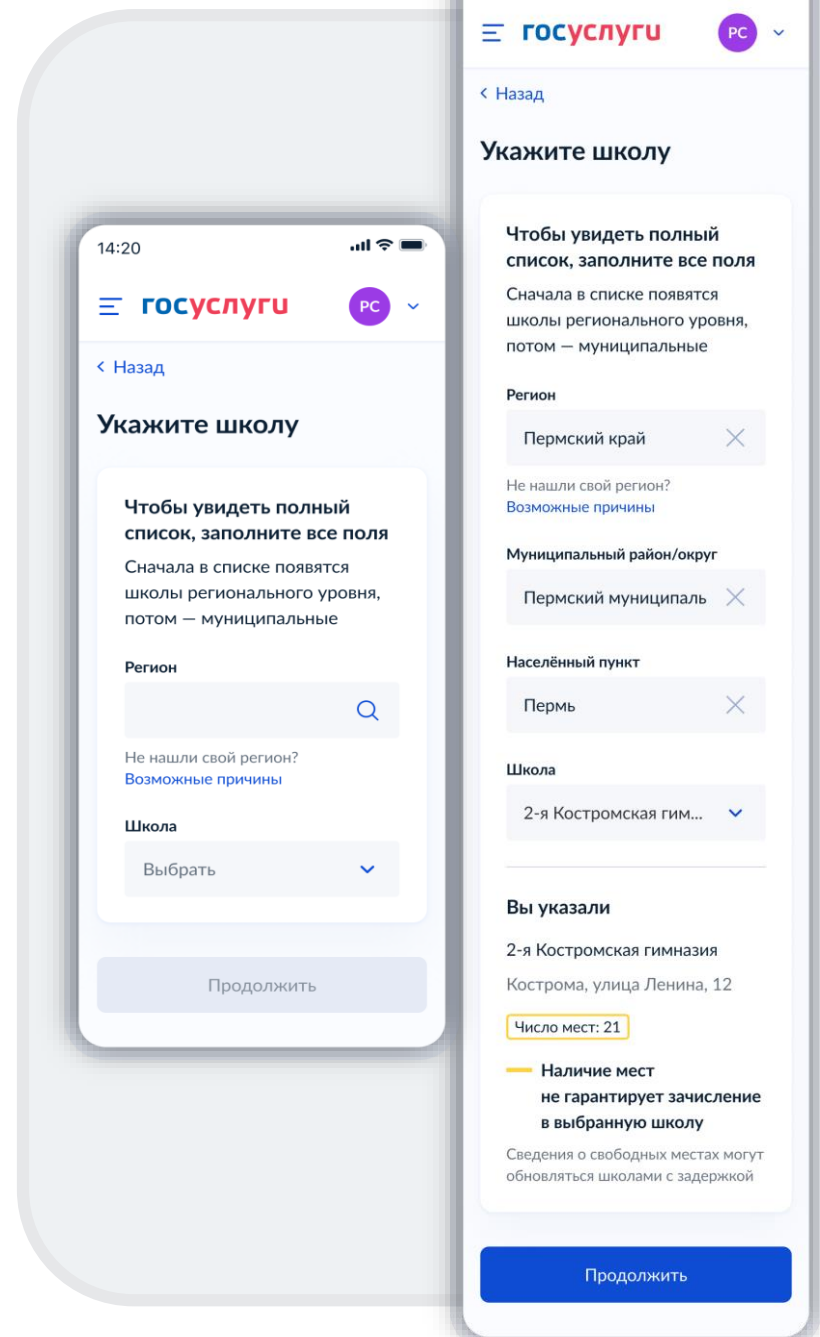 14:20
госуслуги
РС
Назад
Укажите школу
Чтобы увидеть полный
список, заполните все поля
Сначала в списке появятся
школы регионального уровня,
потом — муниципальные
Регион
Не нашли свой регион?
Возможные причины
Школа
Выбрать
Продолжить
госуслуги
РС
Назад
Укажите школу
Чтобы увидеть полный
список, заполните все поля
Сначала в списке появятся
школы регионального уровня,
потом — муниципальные
Регион
Пермский край
Не нашли свой регион?
Возможные причины
Муниципальный район/округ
Пермский муниципаль
Населённый пункт
Пермь
Школа
2-я Костромская гим...
Вы указали
2-я Костромская гимназия
Кострома, улица Ленина, 12
Число мест: 21
Наличие мест
не гарантирует зачисление
в выбранную школу
Сведения о свободных местах могут
обновляться школами с задержкой
Продолжить